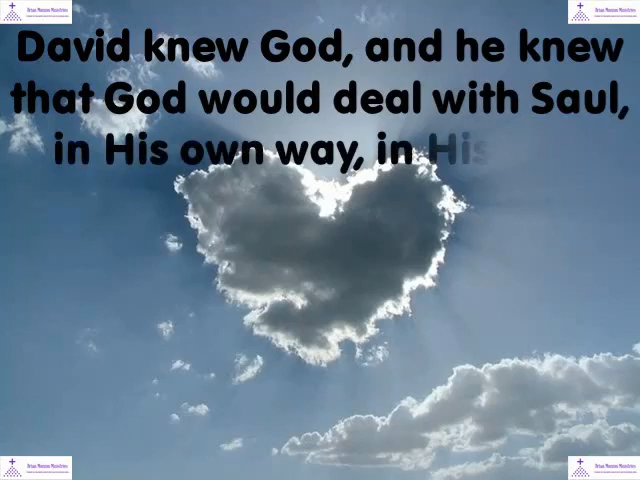 David knew God, and he knew
that God would deal with Saul,
in His own way, in His